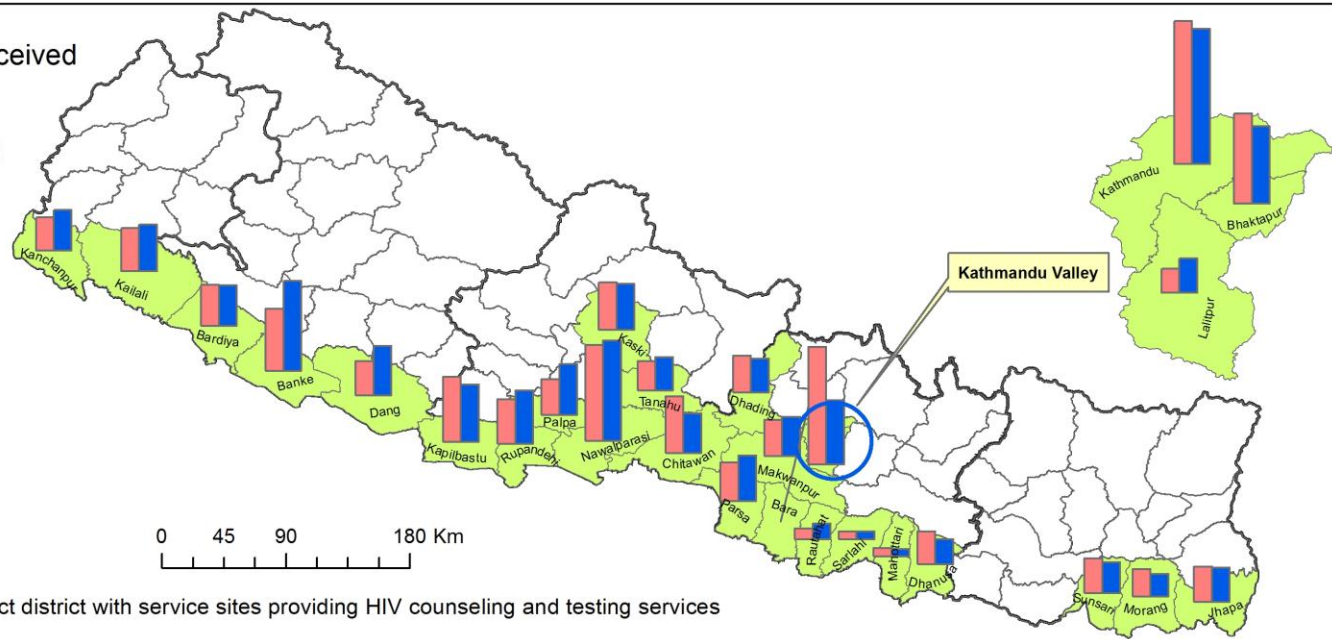 ceived
Kathmandu
Bhaktapur
Lalitpur
Kathmandu Valley
Kanchanpur
Kailali
Bardiya
Banke
Dang
Kapilbastu
Rupandehi
Palpa
Nawalparasi
Kaski
Tanahu
Chitawan
Dhading
Makwanpur
Parsa
Bara
Rautahat
Sarlahi
Mahottari
Dhanusa
Sunsari
Morang
Jhapa
0 45 90 180 Km
ct district with service sites providing HIV counseling and testing services